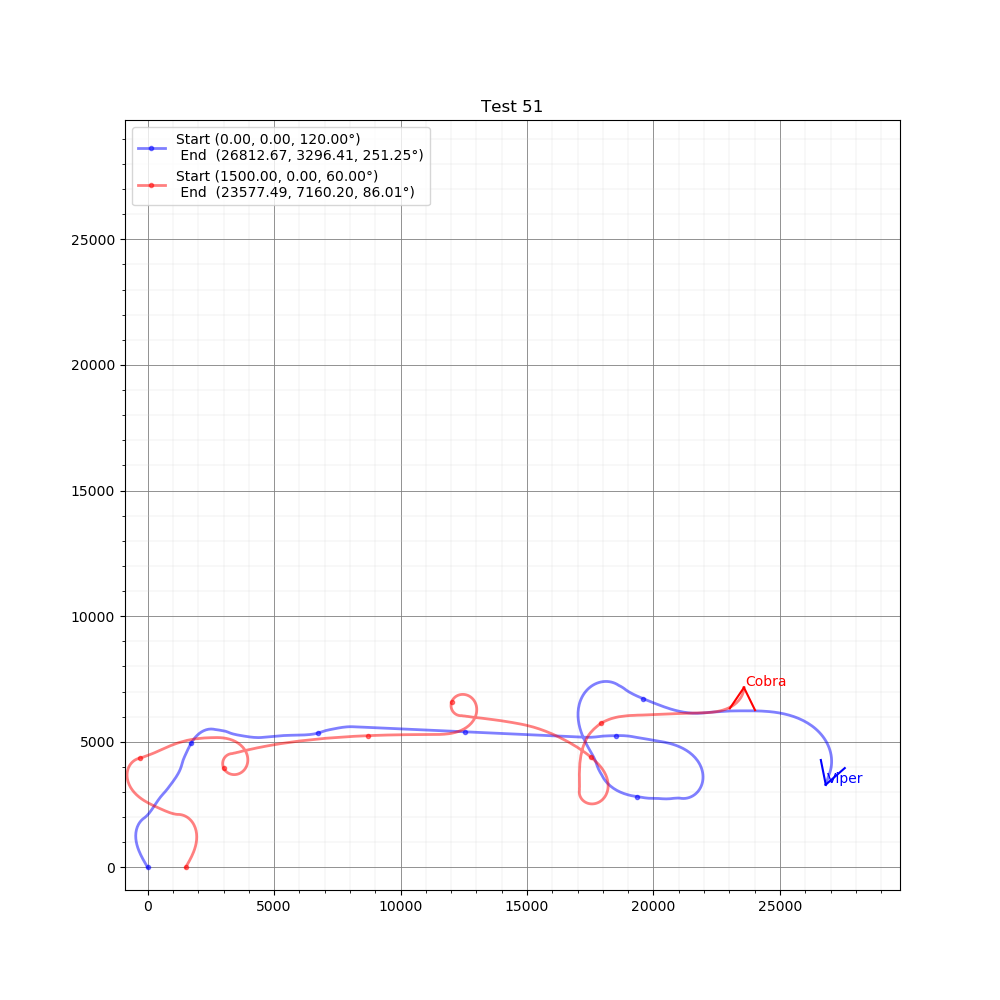 Test 51
Start (0.00, 0.00, 120.00°)
End (26812.67, 3296.41, 251.25°)
Start (1500.00, 0.00, 60.00°)
End (23577.49, 7160.20, 86.01°)
25000
20000
15000
10000
5000
0
Cobra
Viper
0 5000 10000 15000 20000 25000